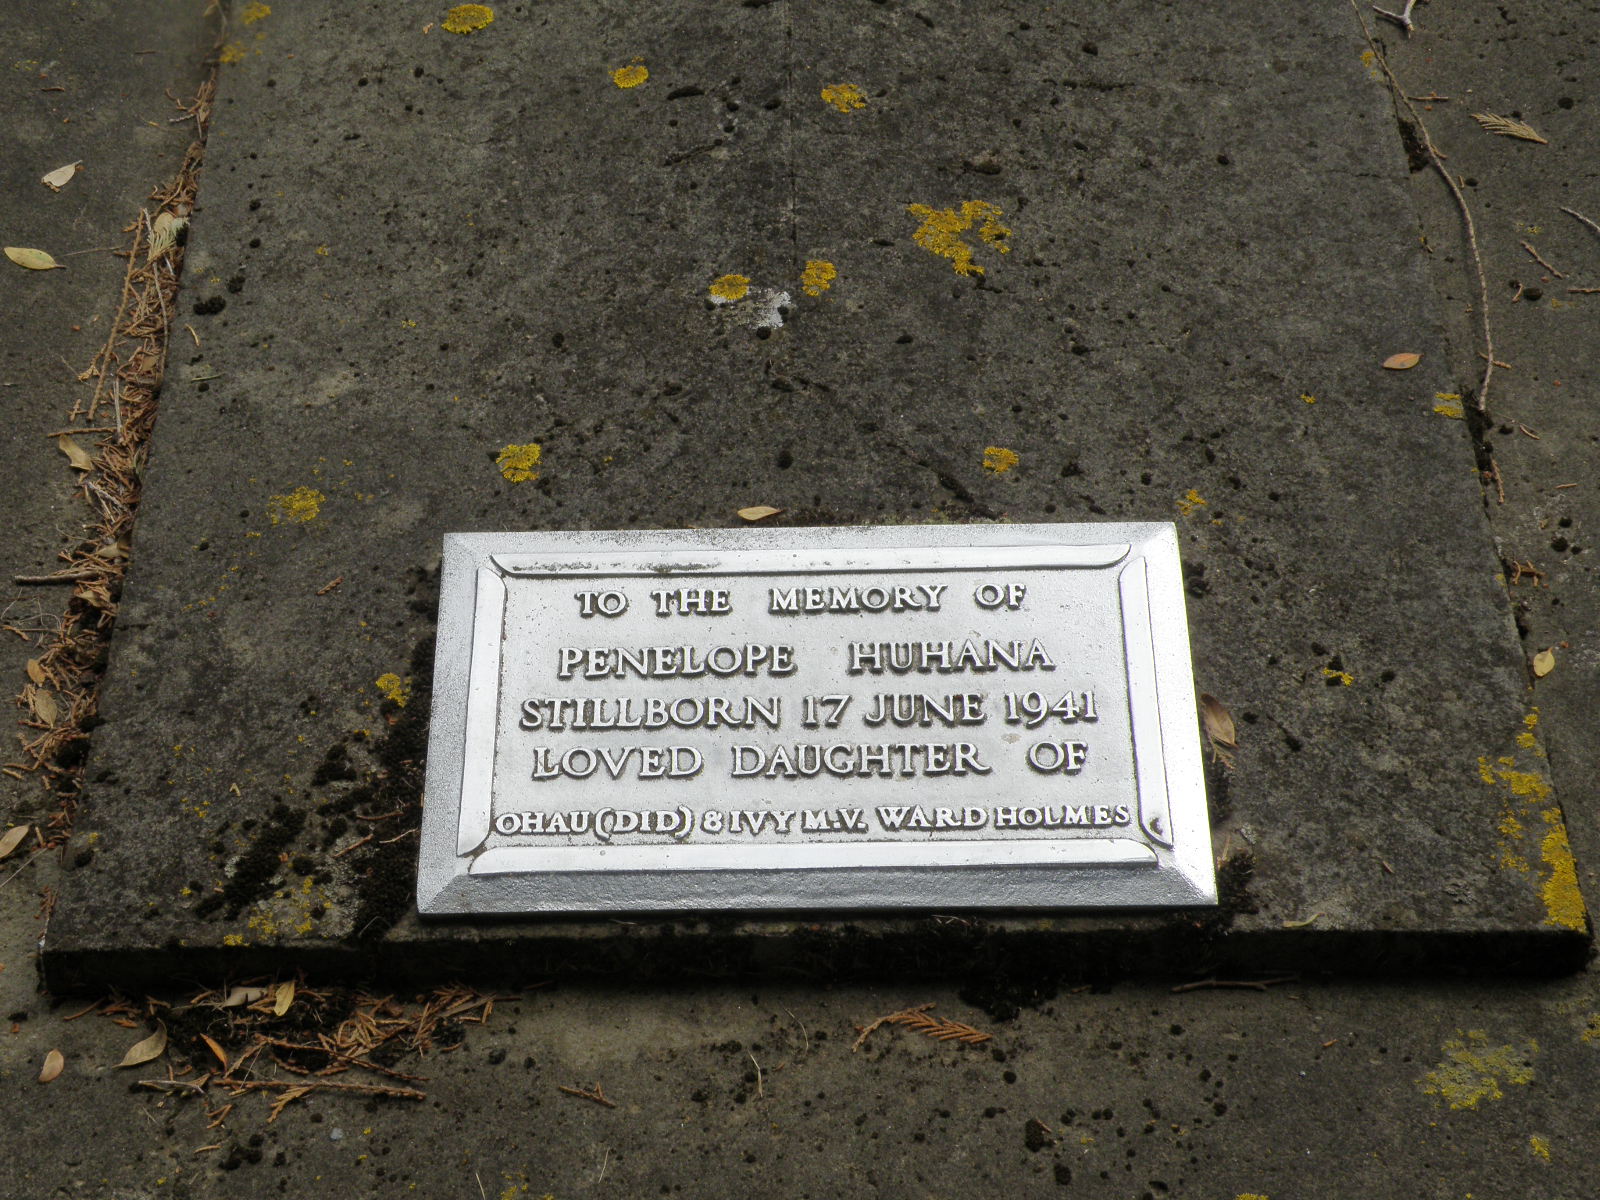 TO THE MEMORY OF
PENELOPE HUHANA
STILLBORN 17 JUNE 1941
LOVED DAUGHTER OF
OHAU (DID) & IVY M.V. WARD HOLMES